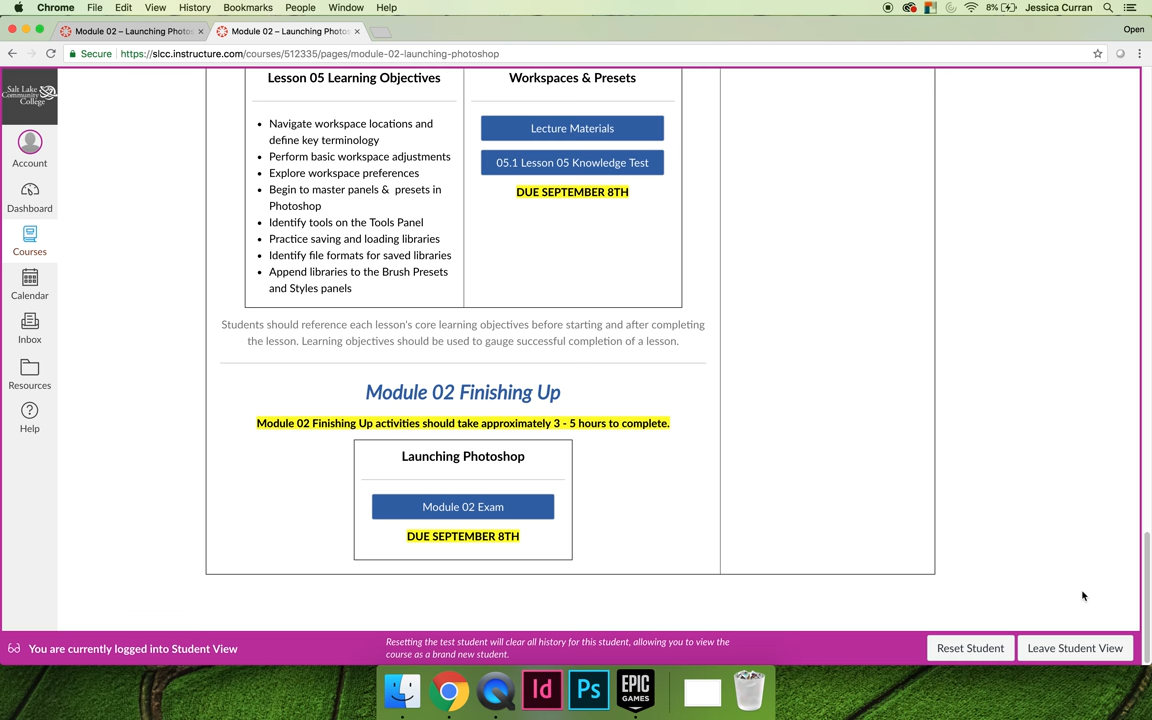 Chrome File Edit View History Bookmarks People Window Help 8% Jessica Curran
Module 02 – Launching Photos Module 02 – Launching Photos Open
Secure https://slcc.instructure.com/courses/512335/pages/module-02-launching-photoshop
Salt Lake
Community
College
Account
Dashboard
Courses
Calendar
Inbox
Resources
Help
Lesson 05 Learning Objectives
Navigate workspace locations and
define key terminology
Perform basic workspace adjustments
Explore workspace preferences
Begin to master panels & presets in
Photoshop
Identify tools on the Tools Panel
Practice saving and loading libraries
Identify file formats for saved libraries
Append libraries to the Brush Presets
and Styles panels
Workspaces & Presets
Lecture Materials
05.1 Lesson 05 Knowledge Test
DUE SEPTEMBER 8TH
Students should reference each lesson's core learning objectives before starting and after completing
the lesson. Learning objectives should be used to gauge successful completion of a lesson.
Module 02 Finishing Up
Module 02 Finishing Up activities should take approximately 3 - 5 hours to complete.
Launching Photoshop
Module 02 Exam
DUE SEPTEMBER 8TH
You are currently logged into Student View
Resetting the test student will clear all history for this student, allowing you to view the
course as a brand new student.
Reset Student
Leave Student View
Id
Ps
EPIC
GAMES